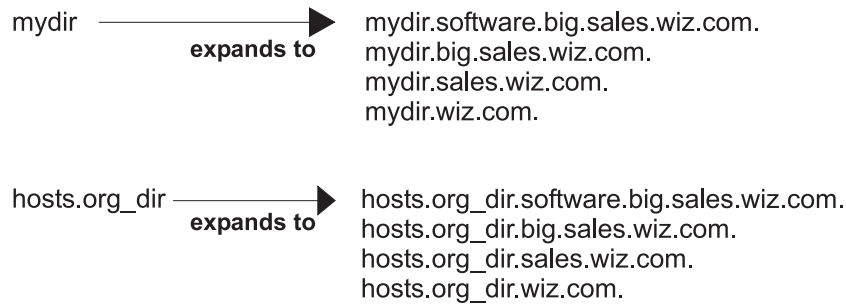 mydir expands to mydir.software.big.sales.wiz.com.
mydir.big.sales.wiz.com.
mydir.sales.wiz.com.
mydir.wiz.com.
hosts.org_dir expands to hosts.org_dir.software.big.sales.wiz.com.
hosts.org_dir.big.sales.wiz.com.
hosts.org_dir.sales.wiz.com.
hosts.org_dir.wiz.com.